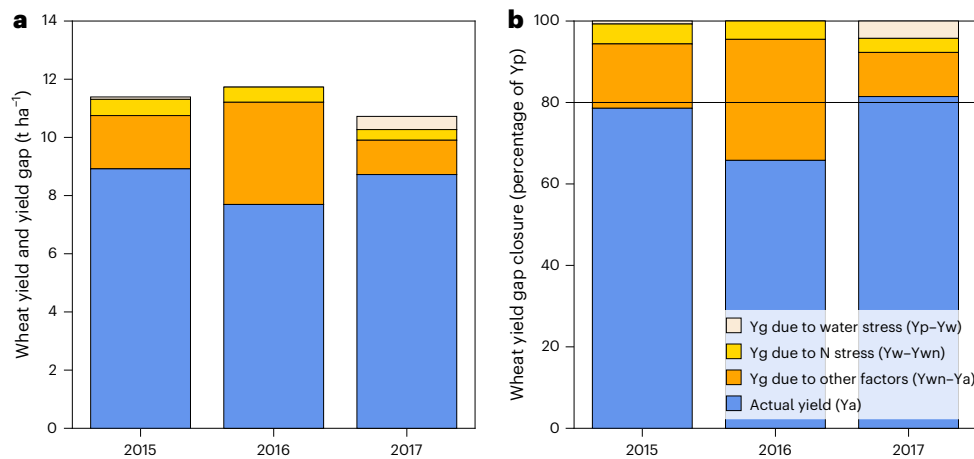 a
Wheat yield and yield gap (t ha⁻¹)
14
12
10
8
6
4
2
0
2015
2016
2017
b
Wheat yield gap closure (percentage of Yp)
100
80
60
40
20
0
Yg due to water stress (Yp–Yw)
Yg due to N stress (Yw–Ywn)
Yg due to other factors (Ywn–Ya)
Actual yield (Ya)
2015
2016
2017